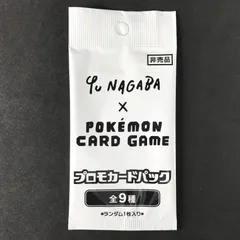 非売品
Yu NAGABA
×
POKÉMON
CARD GAME
プロモカードパック
全9種
*ランダム1枚入り*